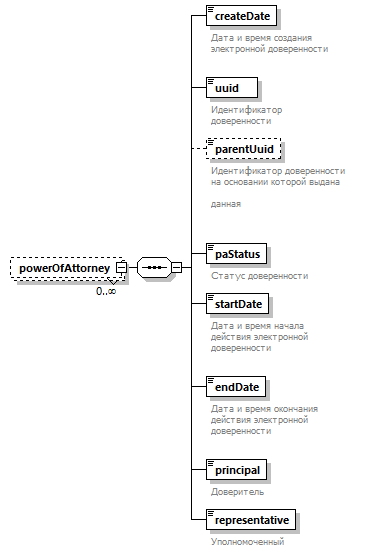 createDate
Дата и время создания
электронной доверенности
uuid
Идентификатор
доверенности
parentUuid
Идентификатор доверенности
на основании которой выдана
данная
paStatus
Статус доверенности
powerOfAttorney
0..∞
startDate
Дата и время начала
действия электронной
доверенности
endDate
Дата и время окончания
действия электронной
доверенности
principal
Доверитель
representative
Уполномоченный